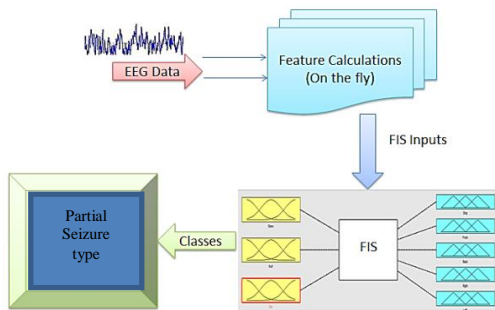 EEG Data
Feature Calculations
(On the fly)
FIS Inputs
FIS
Classes
Partial
Seizure
type